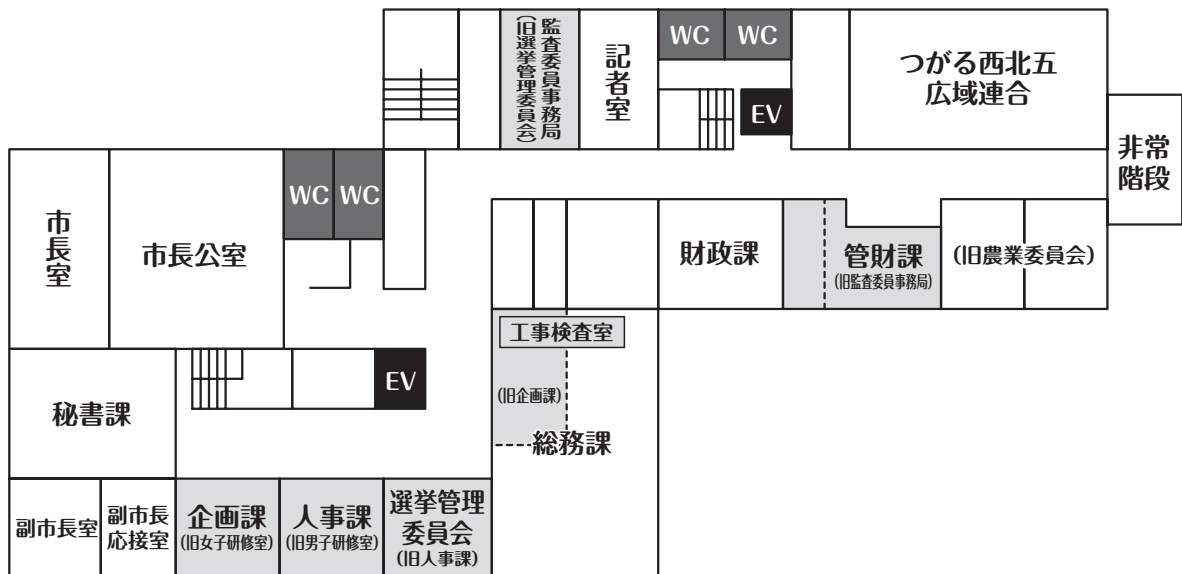 監査委員事務局
(旧選挙管理委員会)
記者室
WC
WC
EV
つがる西北五
広域連合
非常
階段
市長室
市長公室
WC
WC
財政課
管財課
(旧監査委員事務局)
(旧農業委員会)
工事検査室
(旧企画課)
総務課
EV
秘書課
副市長室
副市長
応接室
企画課
(旧女子研修室)
人事課
(旧男子研修室)
選挙管理
委員会
(旧人事課)